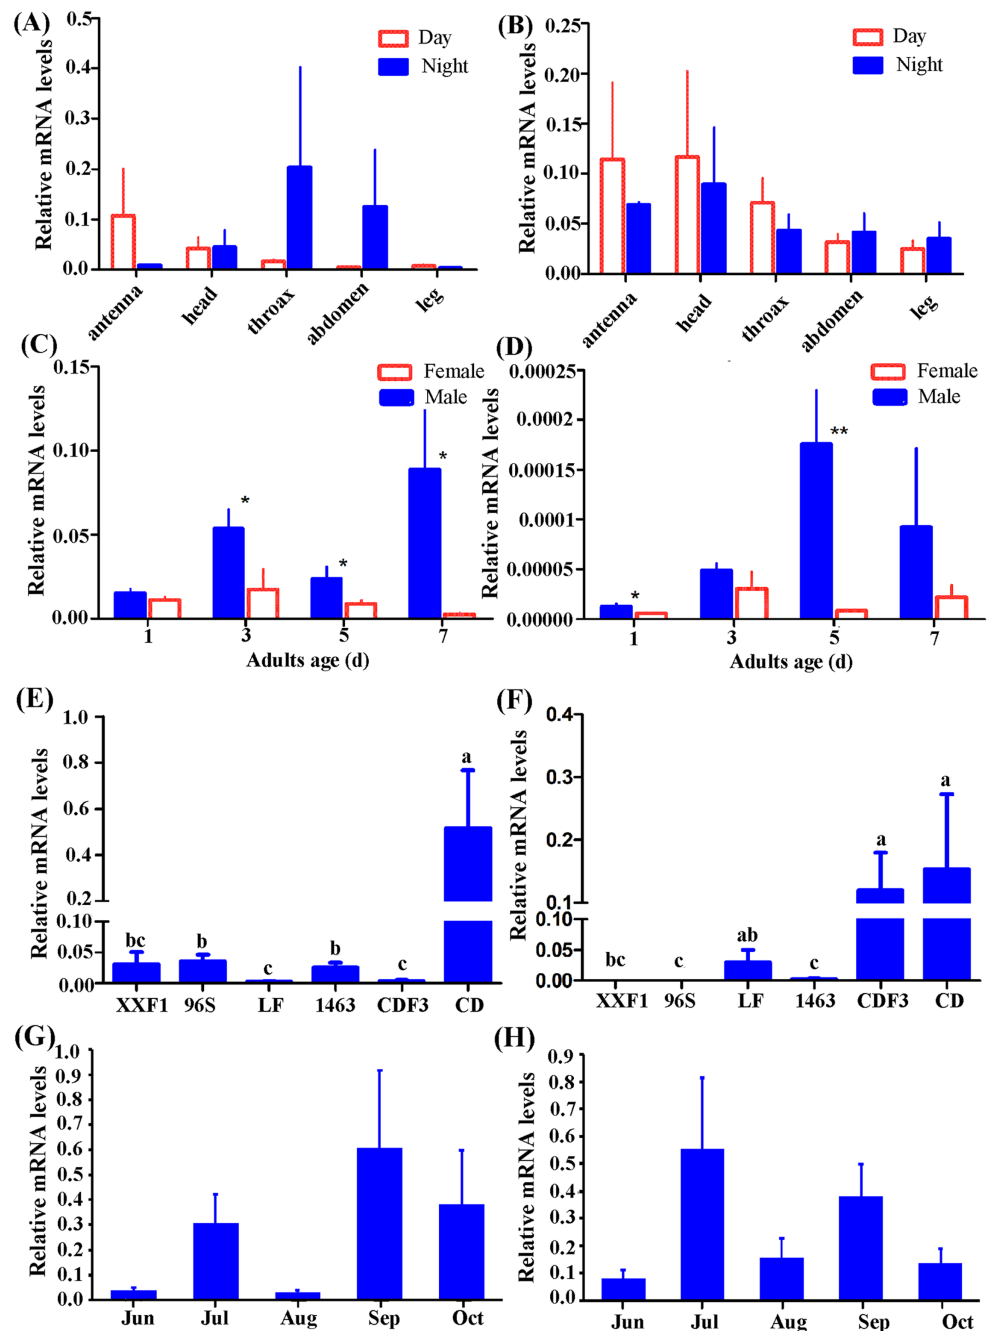 (A)
Relative mRNA levels
0.5
0.4
0.3
0.2
0.1
0.0
Day
Night
antenna
head
throax
abdomen
leg
(B)
Relative mRNA levels
0.25
0.20
0.15
0.10
0.05
0.00
Day
Night
antenna
head
throax
abdomen
leg
(C)
Relative mRNA levels
0.15
0.10
0.05
0.00
Female
Male
*
*
*
1 3 5 7
Adults age (d)
(D)
Relative mRNA levels
0.00025
0.0002
0.00015
0.0001
0.00005
0.00000
Female
Male
*
**
1 3 5 7
Adults age (d)
(E)
Relative mRNA levels
1.0
0.8
0.6
0.4
0.2
0.10
0.05
0.00
bc b c b c a
XXF1 96S LF 1463 CDF3 CD
(F)
Relative mRNA levels
0.4
0.3
0.2
0.1
0.10
0.05
0.00
bc c ab c a a
XXF1 96S LF 1463 CDF3 CD
(G)
Relative mRNA levels
1.0
0.9
0.8
0.7
0.6
0.5
0.4
0.3
0.2
0.1
0.0
Jun Jul Aug Sep Oct
(H)
Relative mRNA levels
0.9
0.8
0.7
0.6
0.5
0.4
0.3
0.2
0.1
0.0
Jun Jul Aug Sep Oct